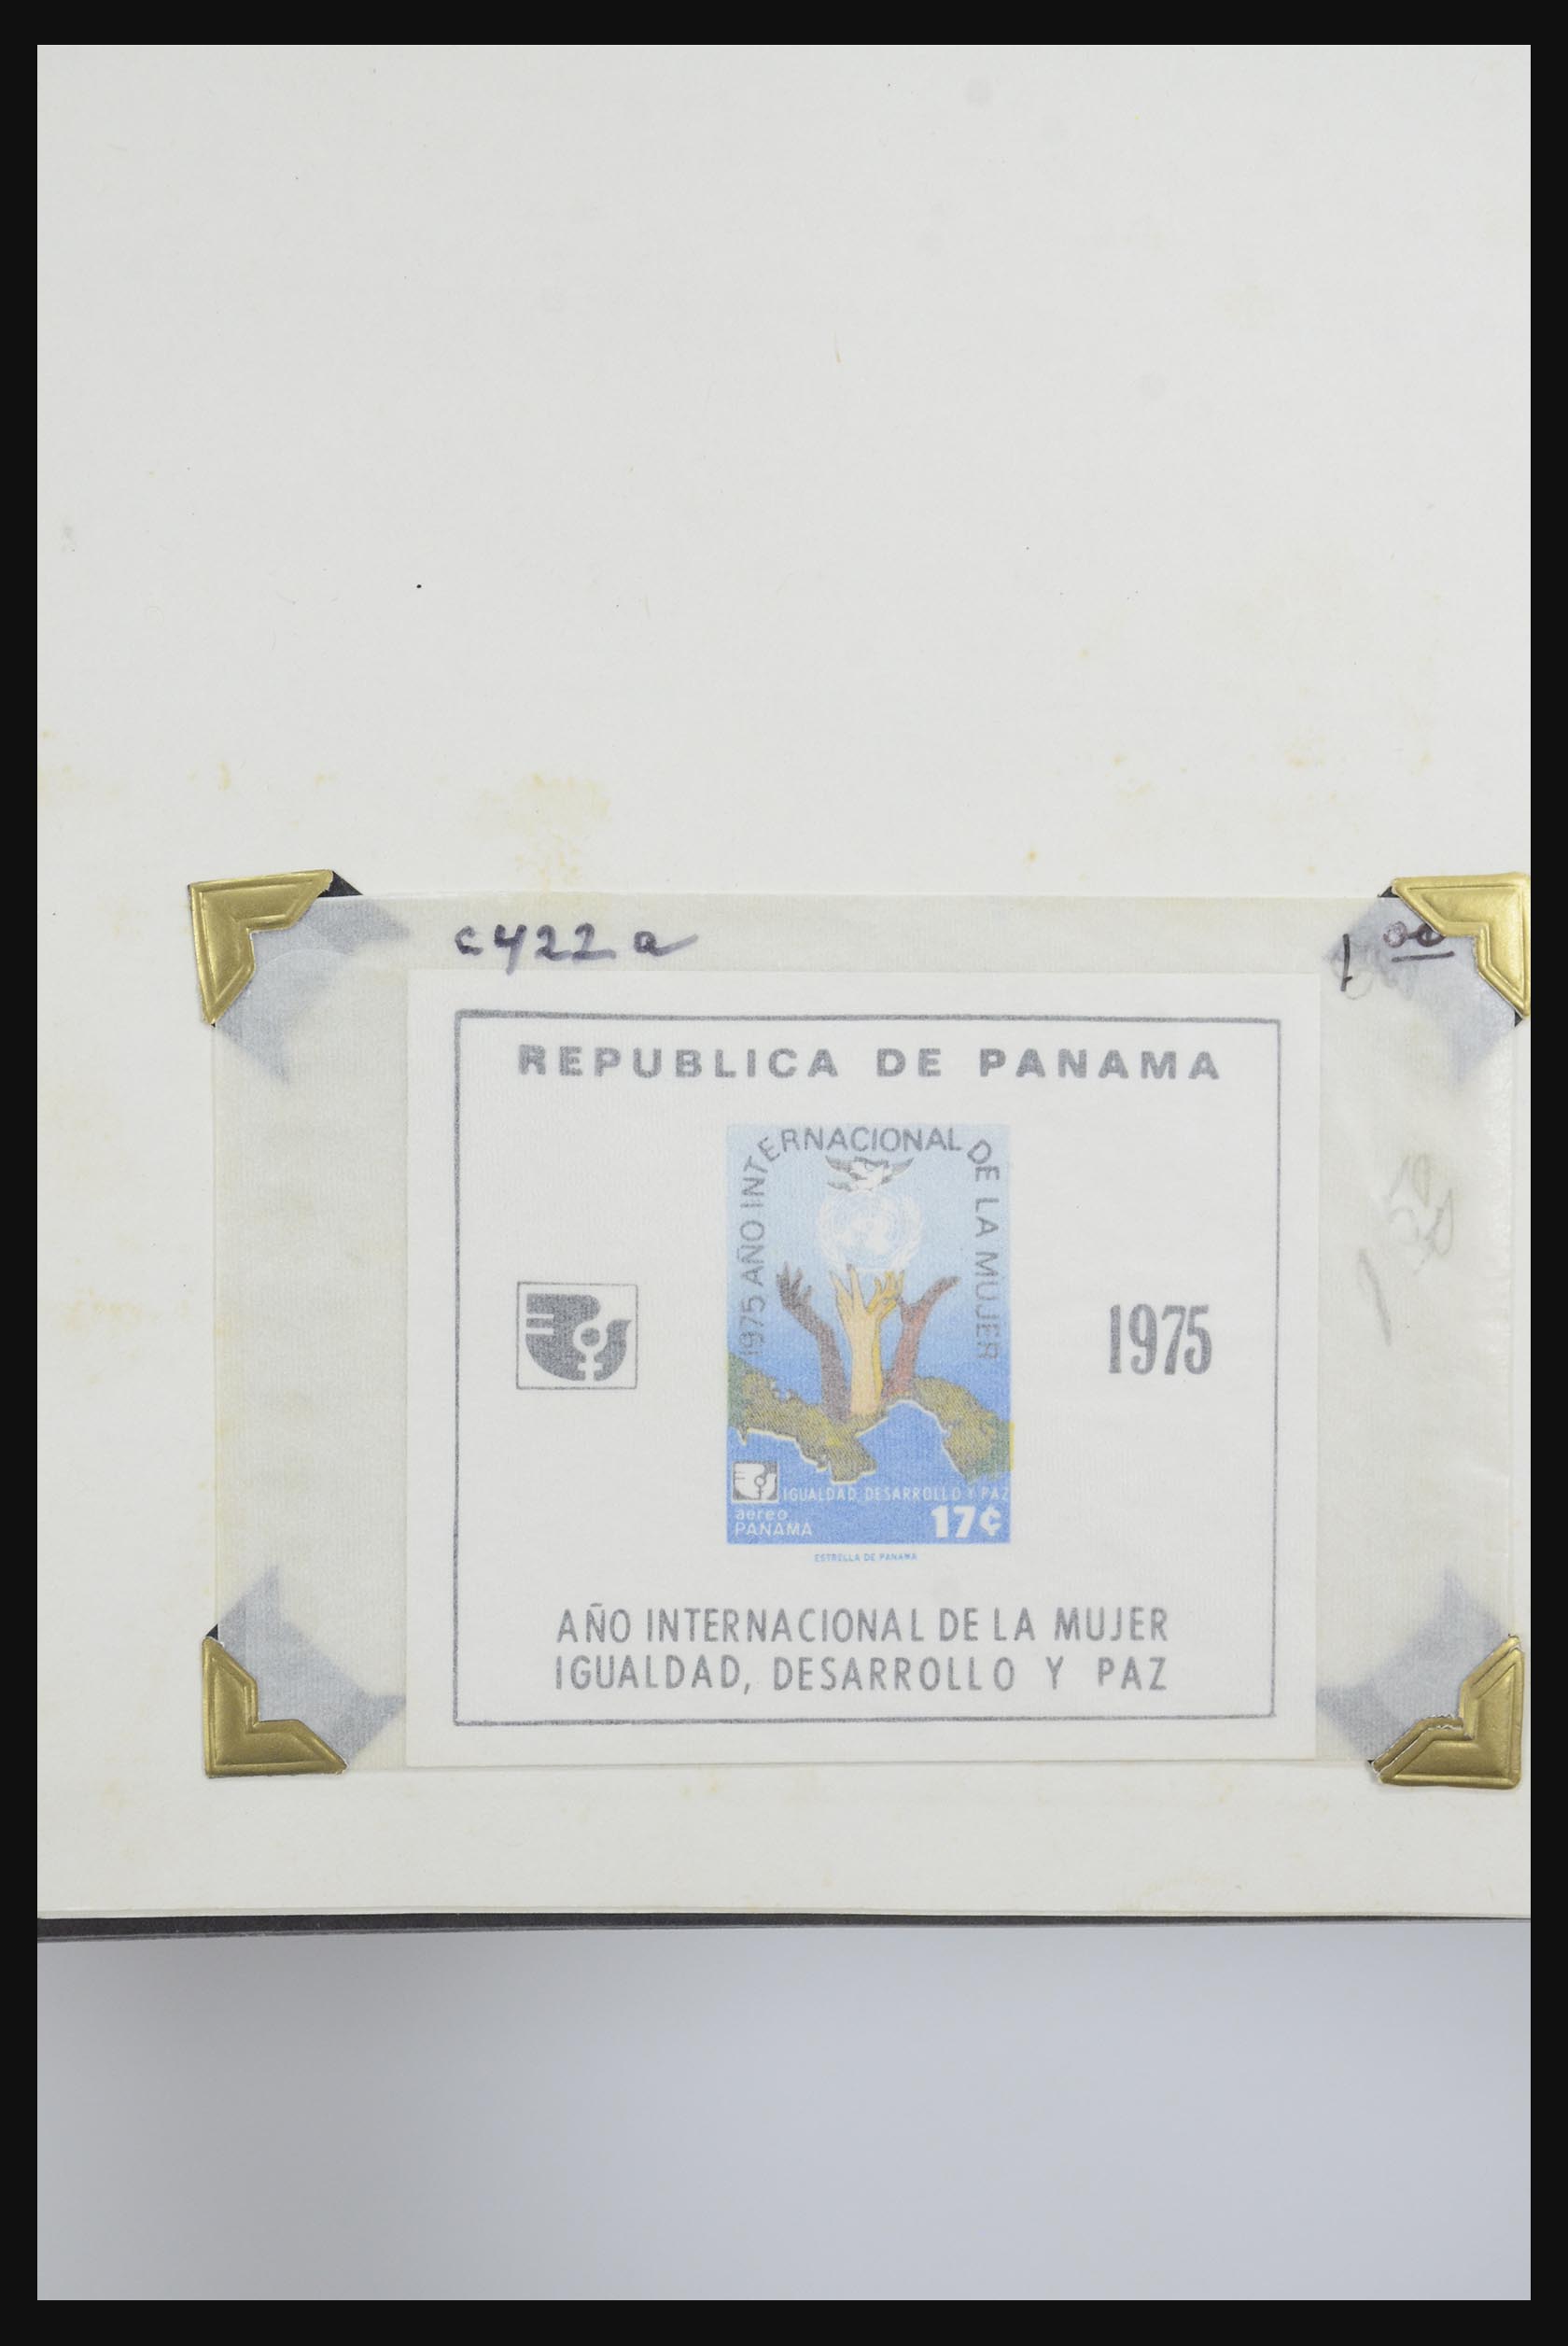 c422a
1 00
REPUBLICA DE PANAMA
1975 AÑO INTERNACIONAL DE LA MUJER
1975
IGUALDAD, DESARROLLO Y PAZ
aereo
PANAMA
17¢
ESTRELLA DE PANAMA
AÑO INTERNACIONAL DE LA MUJER
IGUALDAD, DESARROLLO Y PAZ